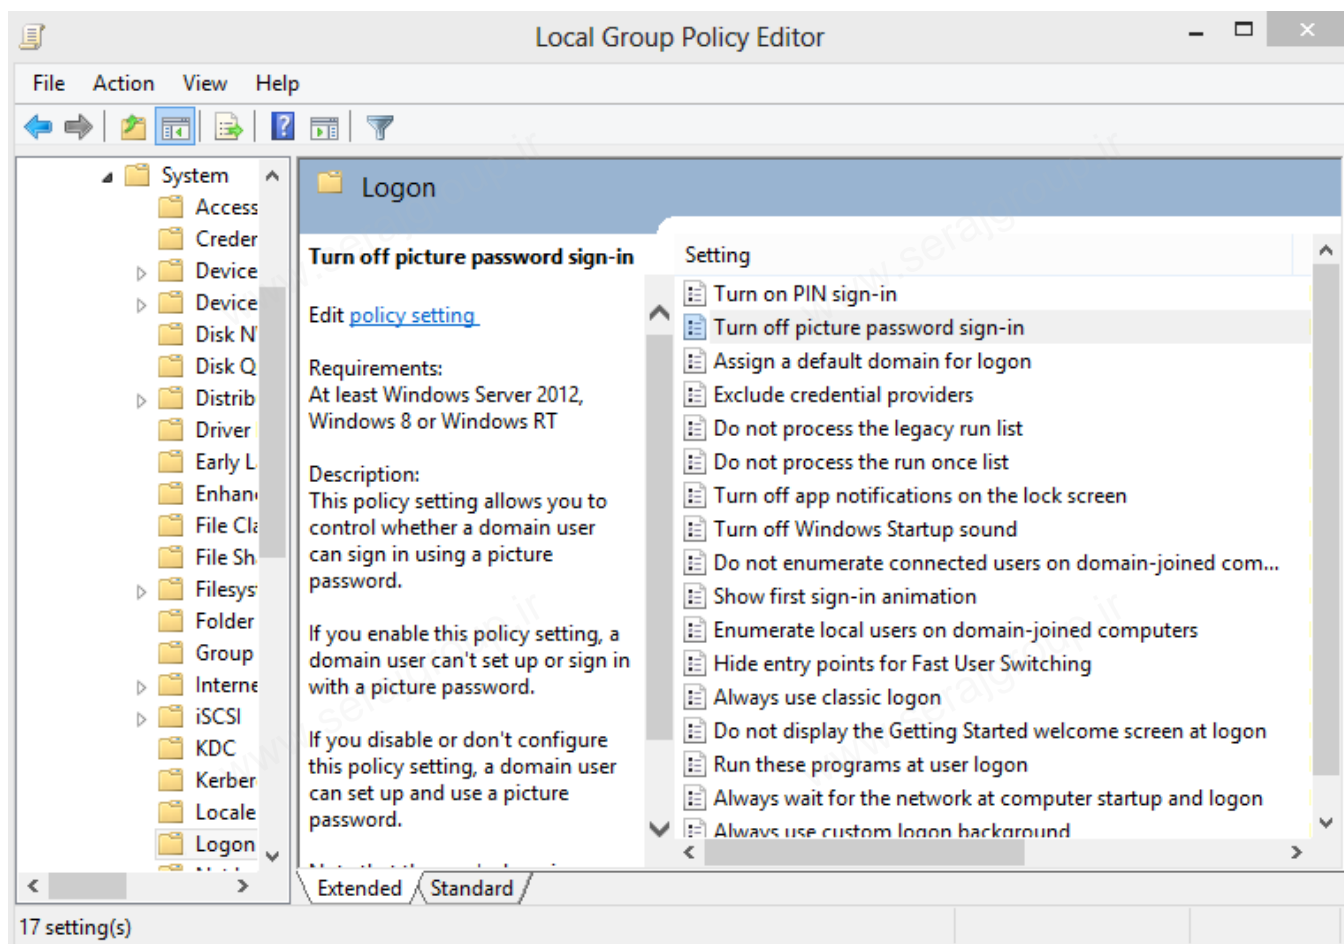 Local Group Policy Editor
File Action View Help
System
Access
Creder
Device
Device
Disk N
Disk Q
Distrib
Driver
Early L
Enhan
File Cla
File Sh
Filesys
Folder
Group
Interne
iSCSI
KDC
Kerber
Locale
Logon
Logon
Turn off picture password sign-in
Edit policy setting
Requirements:
At least Windows Server 2012,
Windows 8 or Windows RT
Description:
This policy setting allows you to
control whether a domain user
can sign in using a picture
password.
If you enable this policy setting, a
domain user can't set up or sign in
with a picture password.
If you disable or don't configure
this policy setting, a domain user
can set up and use a picture
password.
Setting
Turn on PIN sign-in
Turn off picture password sign-in
Assign a default domain for logon
Exclude credential providers
Do not process the legacy run list
Do not process the run once list
Turn off app notifications on the lock screen
Turn off Windows Startup sound
Do not enumerate connected users on domain-joined com...
Show first sign-in animation
Enumerate local users on domain-joined computers
Hide entry points for Fast User Switching
Always use classic logon
Do not display the Getting Started welcome screen at logon
Run these programs at user logon
Always wait for the network at computer startup and logon
Always use custom logon background
Extended Standard
17 setting(s)
www.serajgroup.ir